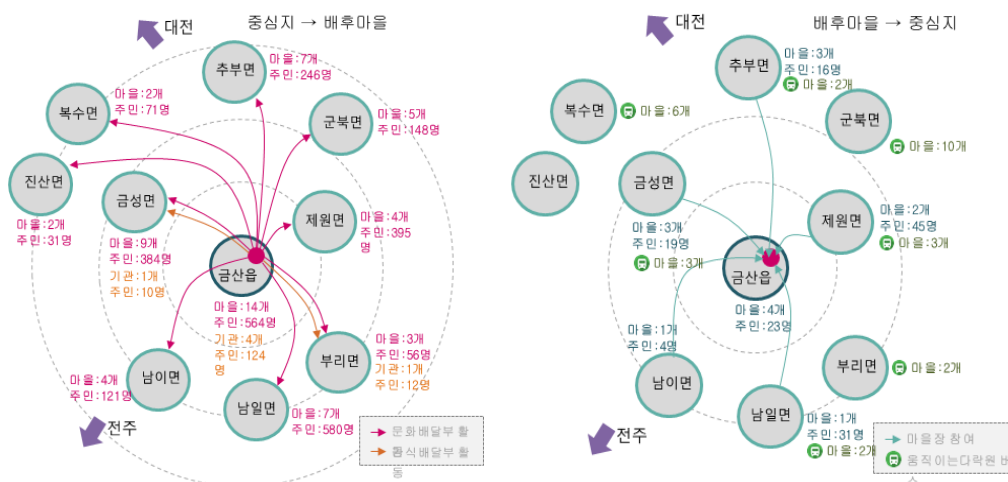 중심지 → 배후마을
대전
추부면
마을:7개
주민:246명
복수면
마을:2개
주민:71명
군북면
마을:5개
주민:148명
진산면
마을:2개
주민:31명
금성면
마을:9개
주민:384명
기관:1개
주민:10명
제원면
마을:4개
주민:395
명
금산읍
마을:14개
주민:564명
기관:4개
주민:124
명
부리면
마을:3개
주민:56명
기관:1개
주민:12명
남이면
마을:4개
주민:121명
남일면
마을:7개
주민:580명
전주
문화배달부 활
음식배달부 활
동
배후마을 → 중심지
대전
추부면
마을:3개
주민:16명
마을:2개
복수면
마을:6개
군북면
마을:10개
진산면
금성면
마을:3개
주민:19명
마을:3개
제원면
마을:2개
주민:45명
마을:3개
금산읍
마을:4개
주민:23명
남이면
마을:1개
주민:4명
부리면
마을:2개
남일면
마을:1개
주민:31명
마을:2개
전주
마을장 참여
움직이는다락원 버